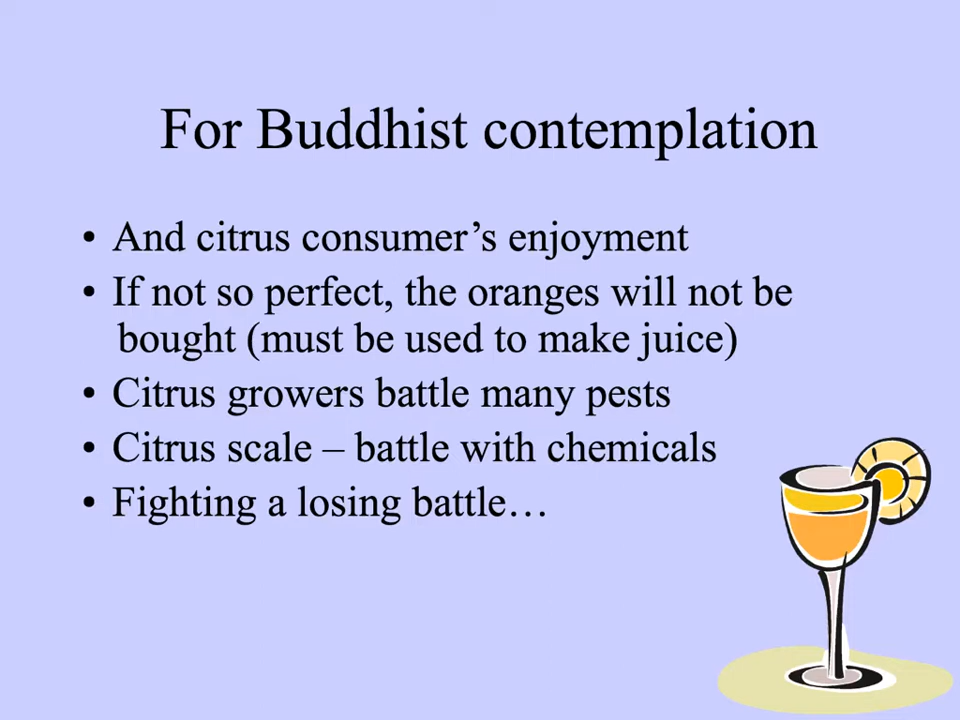 For Buddhist contemplation
• And citrus consumer’s enjoyment
• If not so perfect, the oranges will not be
bought (must be used to make juice)
• Citrus growers battle many pests
• Citrus scale – battle with chemicals
• Fighting a losing battle…